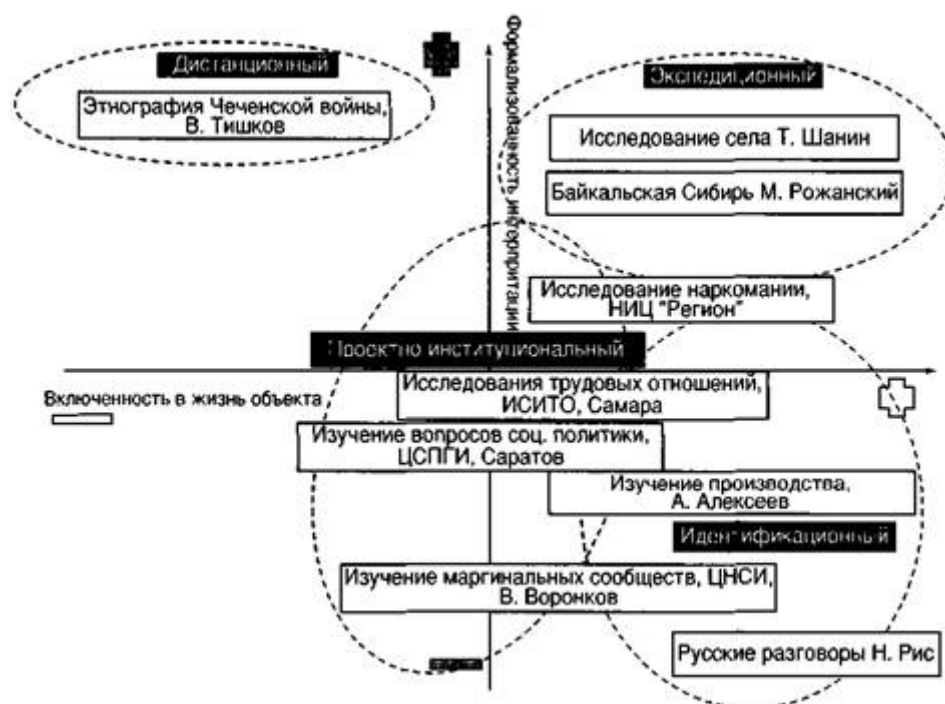 Дистанционный
Этнография Чеченской войны,
В. Тишков
Формализованность интерпритации
Экспедиционный
Исследование села Т. Шанин
Байкальская Сибирь М. Рожанский
Исследование наркомании,
НИЦ "Регион"
Проектно институциональный
Включенность в жизнь объекта
Исследования трудовых отношений,
ИСИТО, Самара
Изучение вопросов соц. политики,
ЦСПГИ, Саратов
Изучение производства,
А. Алексеев
Идентификационный
Изучение маргинальных сообществ, ЦНСИ,
В. Воронков
Русские разговоры Н. Рис